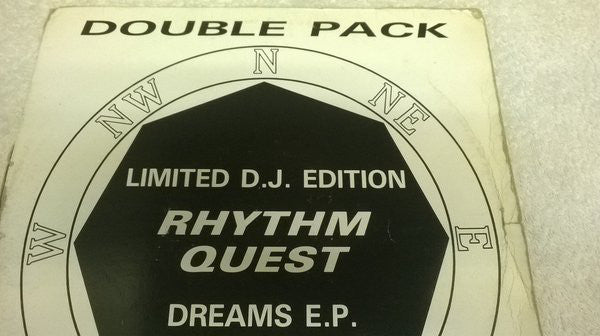 DOUBLE PACK
N
NW
NE
LIMITED D.J. EDITION
RHYTHM
QUEST
W
E
DREAMS E.P.